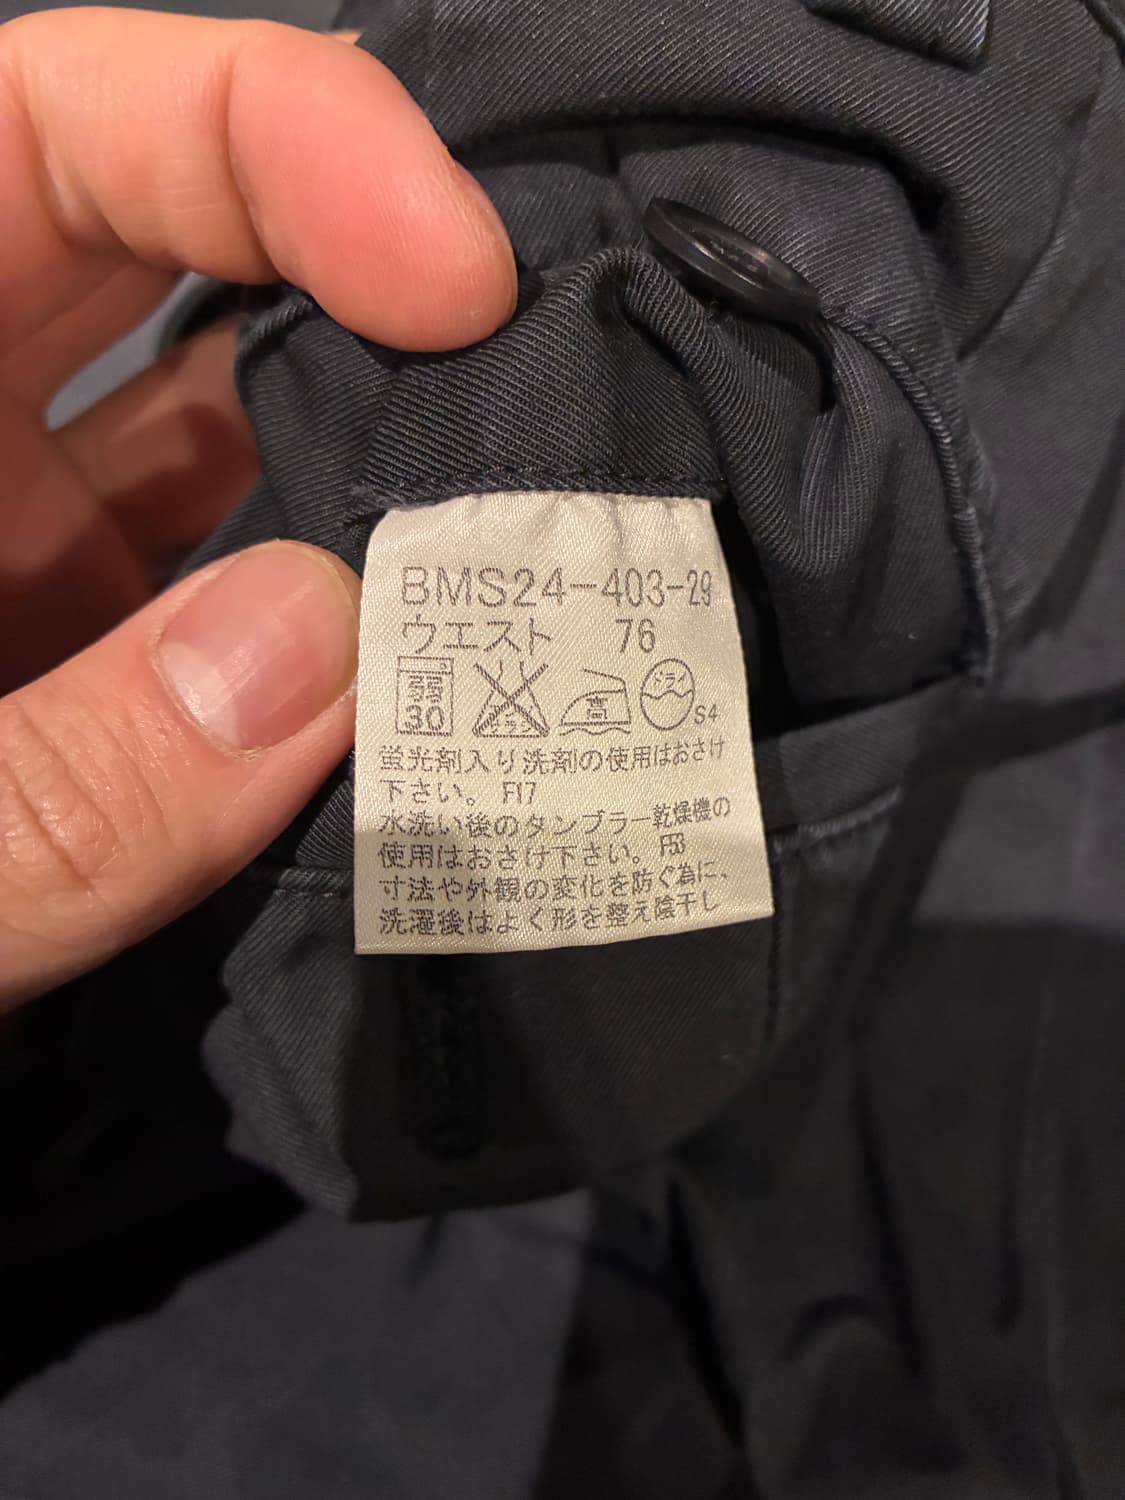 BMS24-403-29
ウエスト 76
弱
30
高
ドライ
S4
蛍光剤入り洗剤の使用はおさけ
下さい。 F17
水洗い後のタンブラー乾燥機の
使用はおさけ下さい。 F53
寸法や外観の変化を防ぐ為に、
洗濯後はよく形を整え陰干し